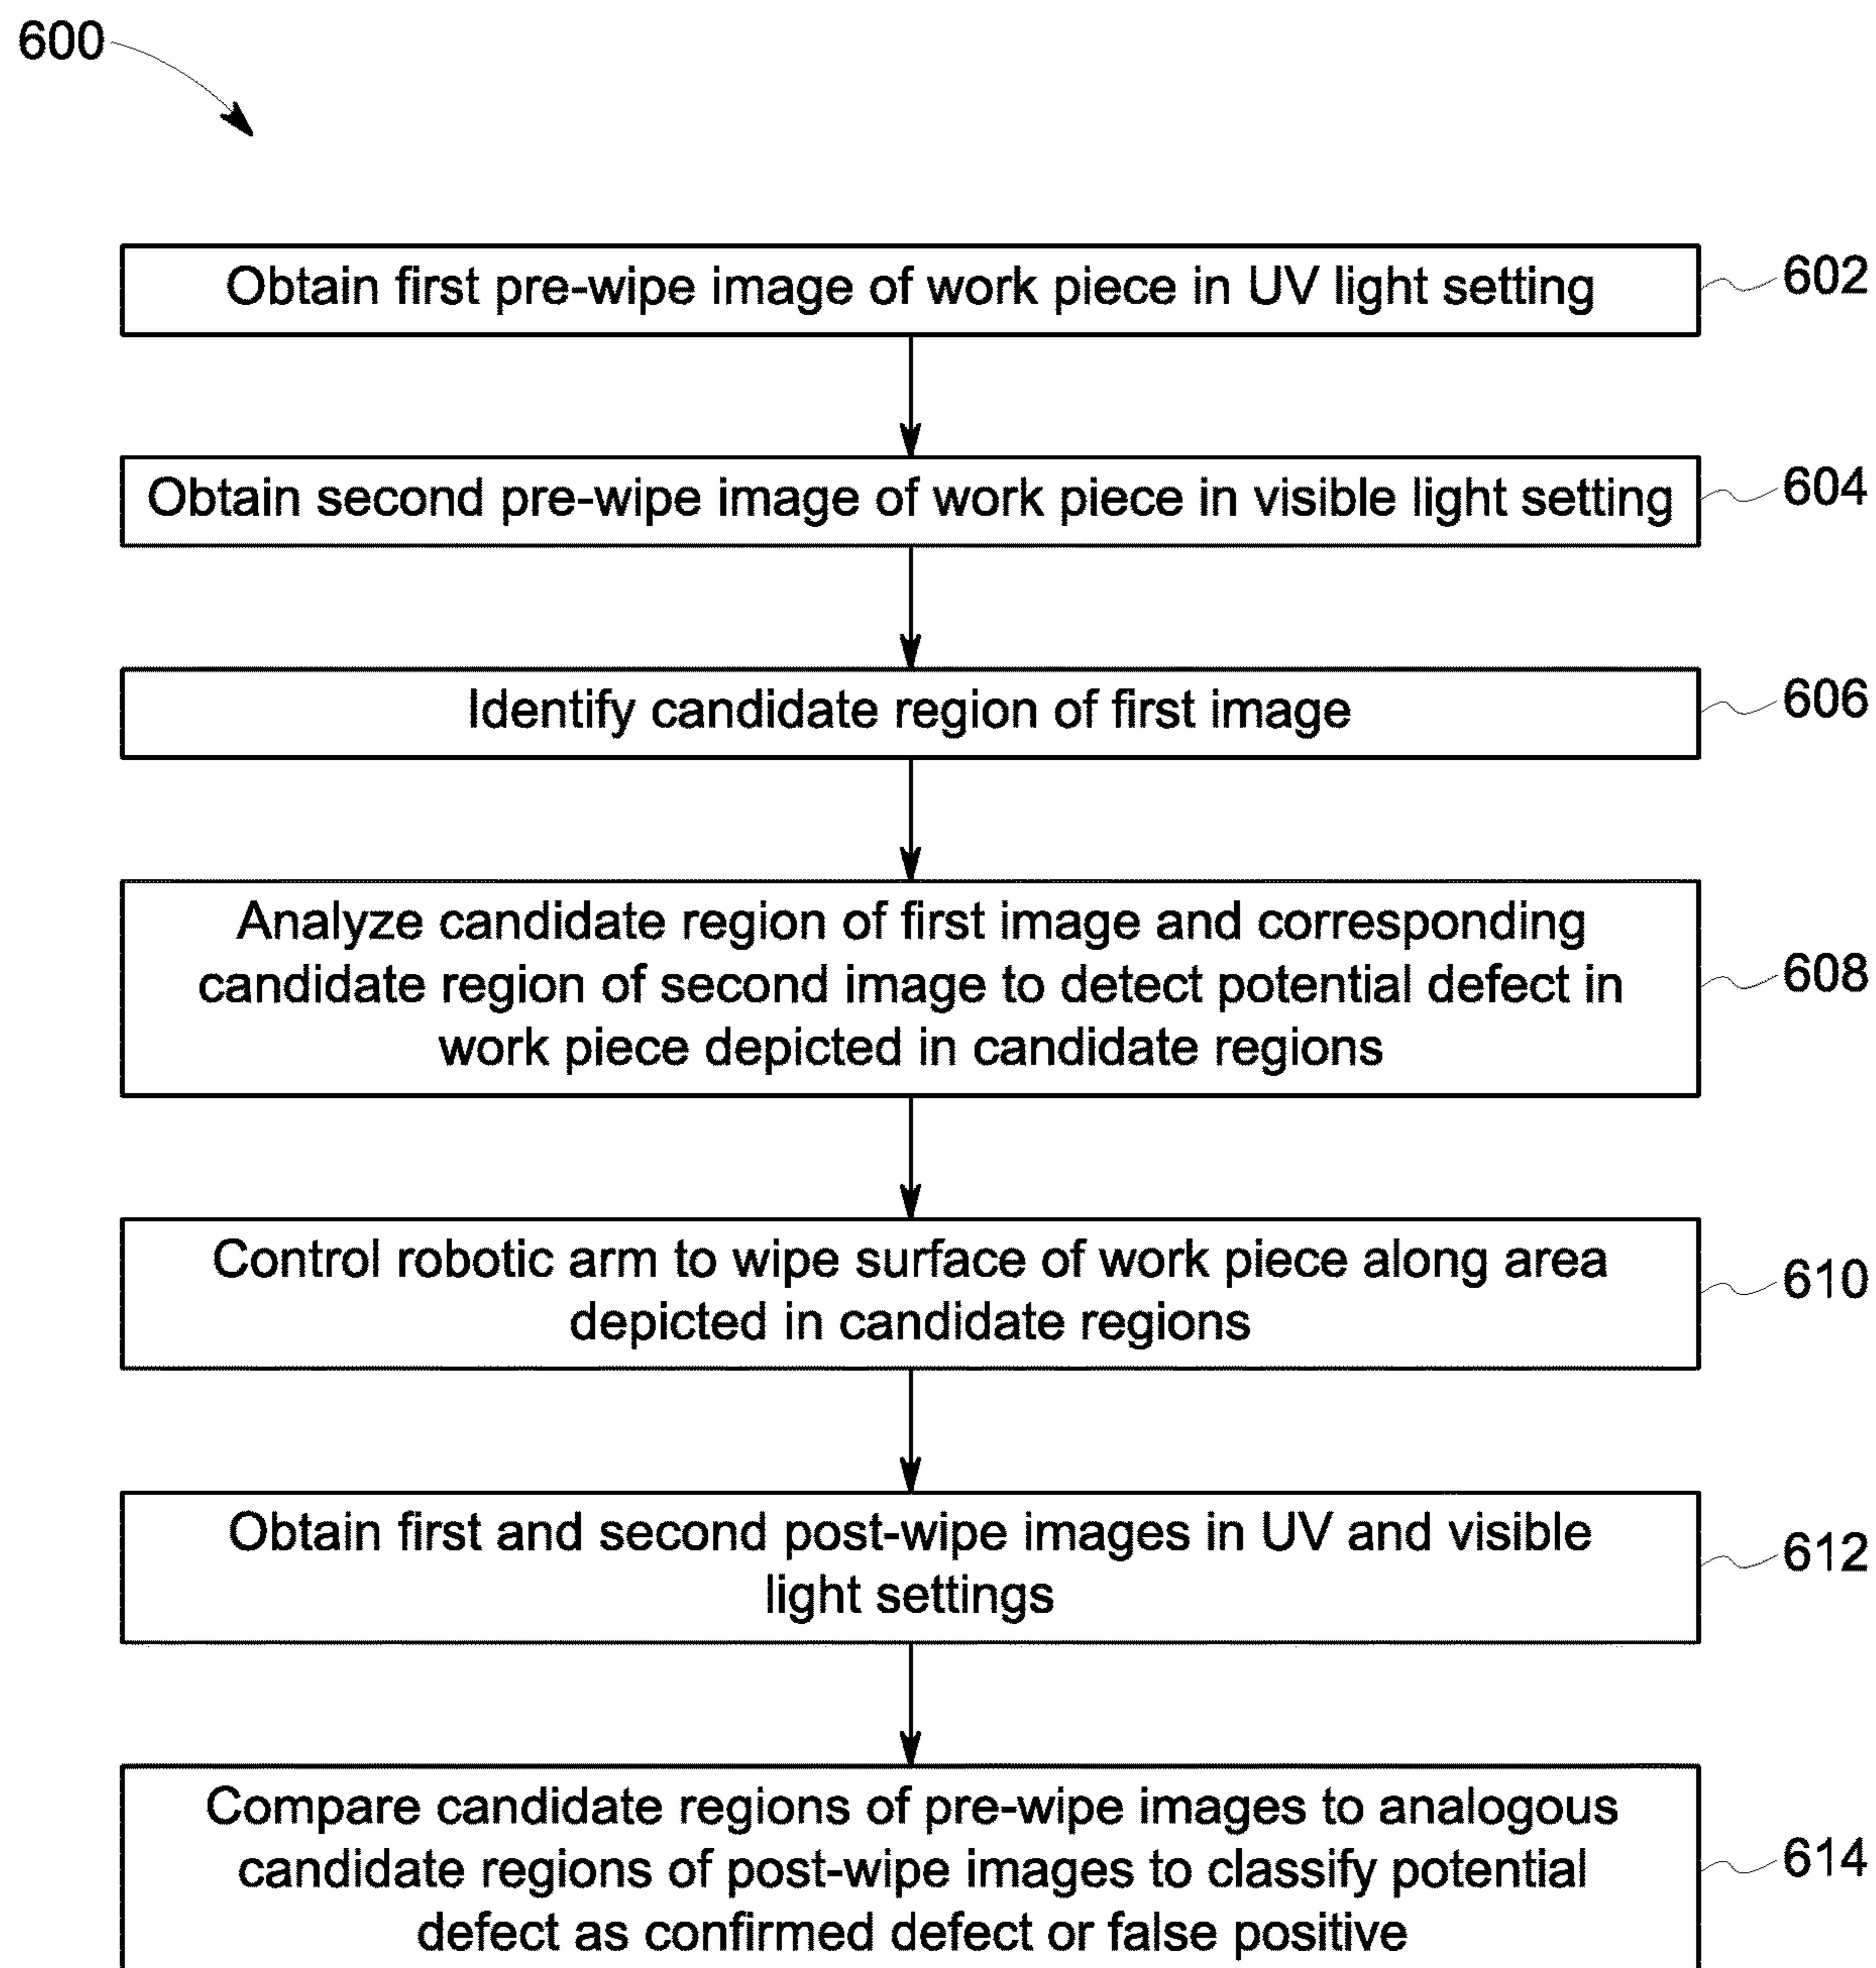 600
Obtain first pre-wipe image of work piece in UV light setting
602
Obtain second pre-wipe image of work piece in visible light setting
604
Identify candidate region of first image
606
Analyze candidate region of first image and corresponding
candidate region of second image to detect potential defect in
work piece depicted in candidate regions
608
Control robotic arm to wipe surface of work piece along area
depicted in candidate regions
610
Obtain first and second post-wipe images in UV and visible
light settings
612
Compare candidate regions of pre-wipe images to analogous
candidate regions of post-wipe images to classify potential
defect as confirmed defect or false positive
614